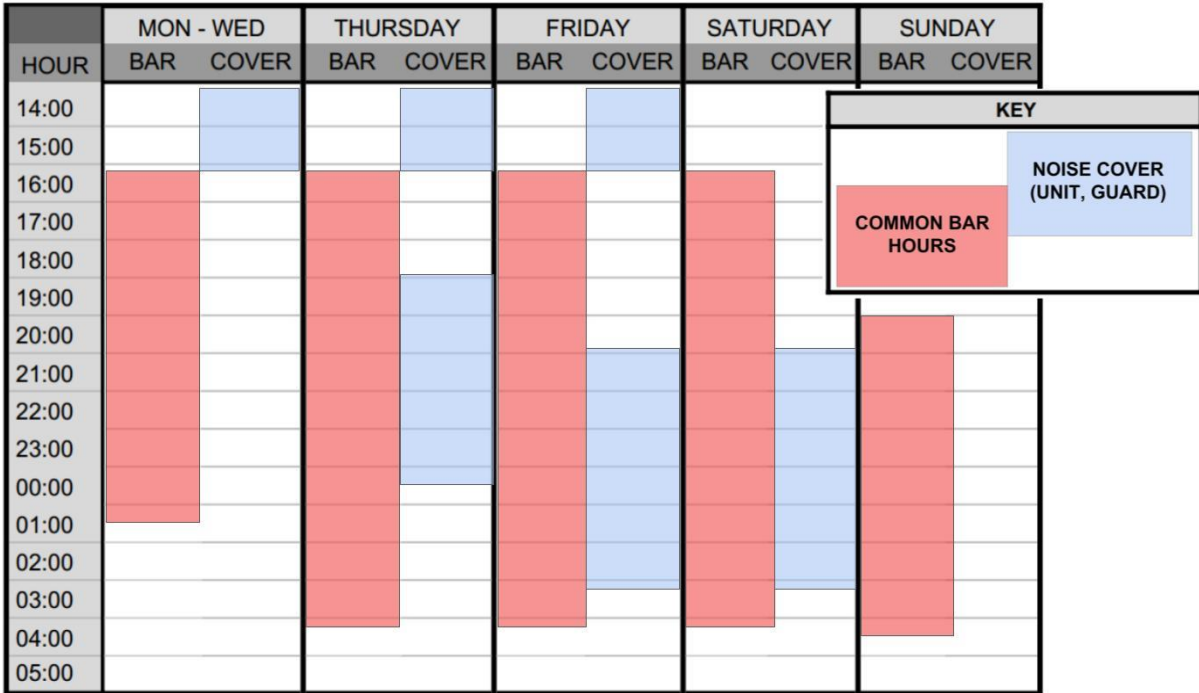 MON - WED THURSDAY FRIDAY SATURDAY SUNDAY
HOUR BAR COVER BAR COVER BAR COVER BAR COVER BAR COVER
14:00
15:00
16:00
17:00
18:00
19:00
20:00
21:00
22:00
23:00
00:00
01:00
02:00
03:00
04:00
05:00
KEY
NOISE COVER
(UNIT, GUARD)
COMMON BAR
HOURS